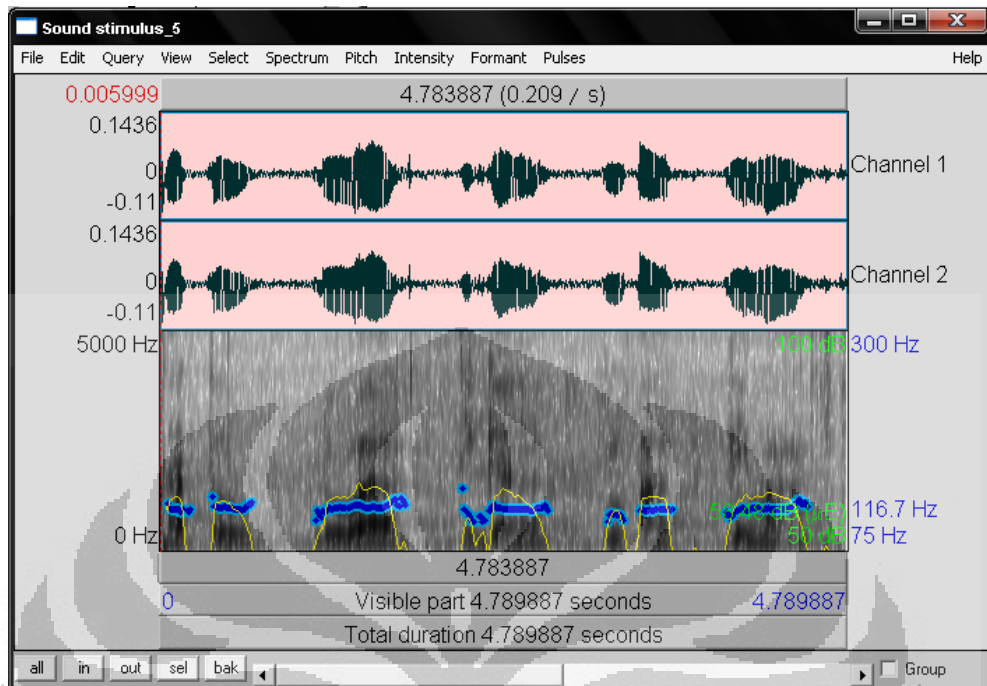 Sound stimulus_5
File Edit Query View Select Spectrum Pitch Intensity Formant Pulses Help
0.005999 4.783887 (0.209 / s)
0.1436
0 Channel 1
-0.11
0.1436
0 Channel 2
-0.11
5000 Hz 100 dB 300 Hz
dB (µE) 116.7 Hz
0 Hz 50 dB 75 Hz
4.783887
0 Visible part 4.789887 seconds 4.789887
Total duration 4.789887 seconds
all in out sel bak Group